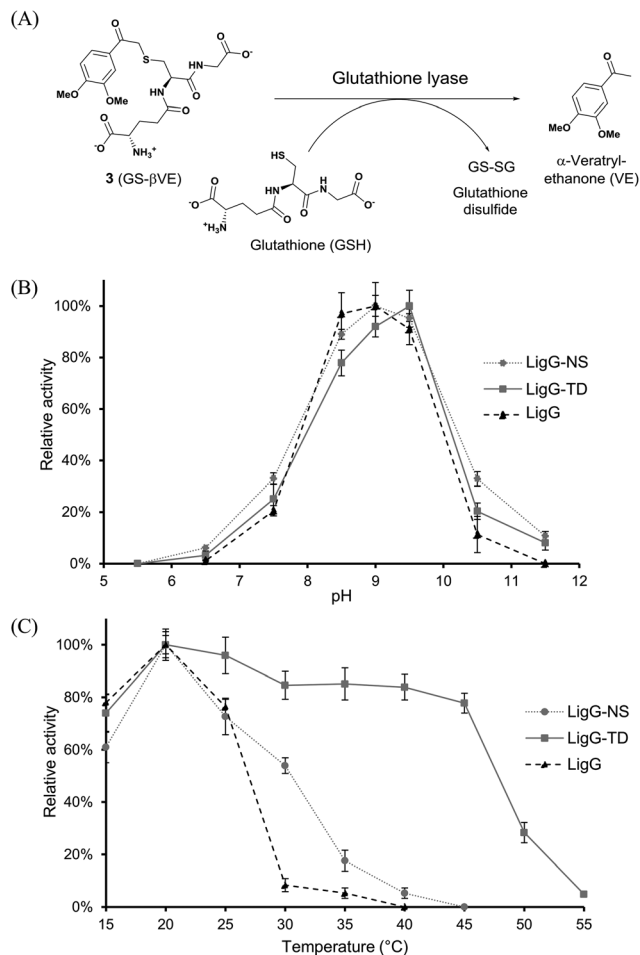 (A)
O
O⁻
O
S
HN
O
MeO
OMe
HN
O
O
O
⁻O
NH₃⁺
3 (GS-βVE)
Glutathione lyase
HS
O
HN
H
N
O
O⁻
O
O
⁻O
⁺H₃N
Glutathione (GSH)
GS-SG
Glutathione
disulfide
O
MeO
OMe
α-Veratryl-
ethanone (VE)
(B)
Relative activity
100%
80%
60%
40%
20%
0%
5 6 7 8 9 10 11 12
pH
LigG-NS
LigG-TD
LigG
(C)
Relative activity
100%
80%
60%
40%
20%
0%
15 20 25 30 35 40 45 50 55
Temperature (°C)
LigG-NS
LigG-TD
LigG